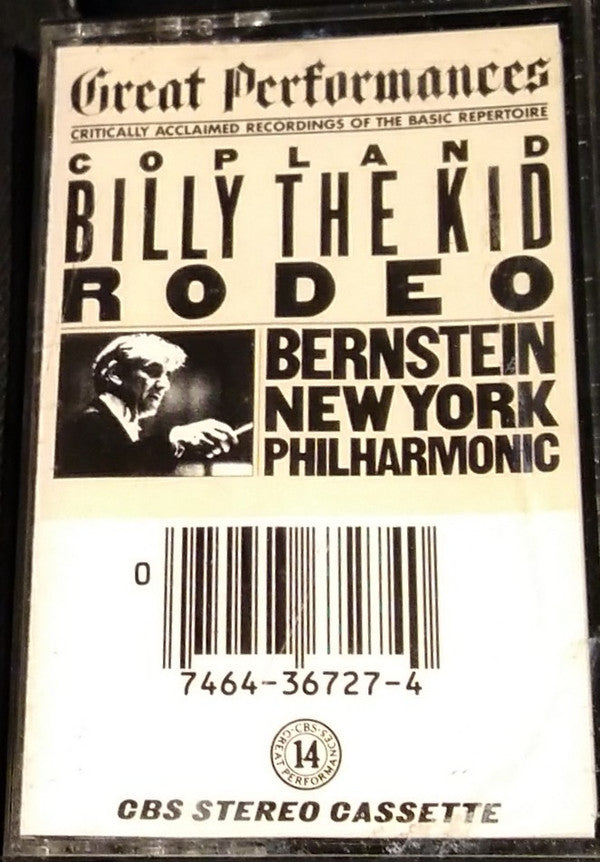 Great Performances
CRITICALLY ACCLAIMED RECORDINGS OF THE BASIC REPERTOIRE
COPLAND
BILLY THE KID
RODEO
BERNSTEIN
NEW YORK
PHILHARMONIC
0
7464-36727-4
·CBS·
14
GREAT PERFORMANCES
CBS STEREO CASSETTE